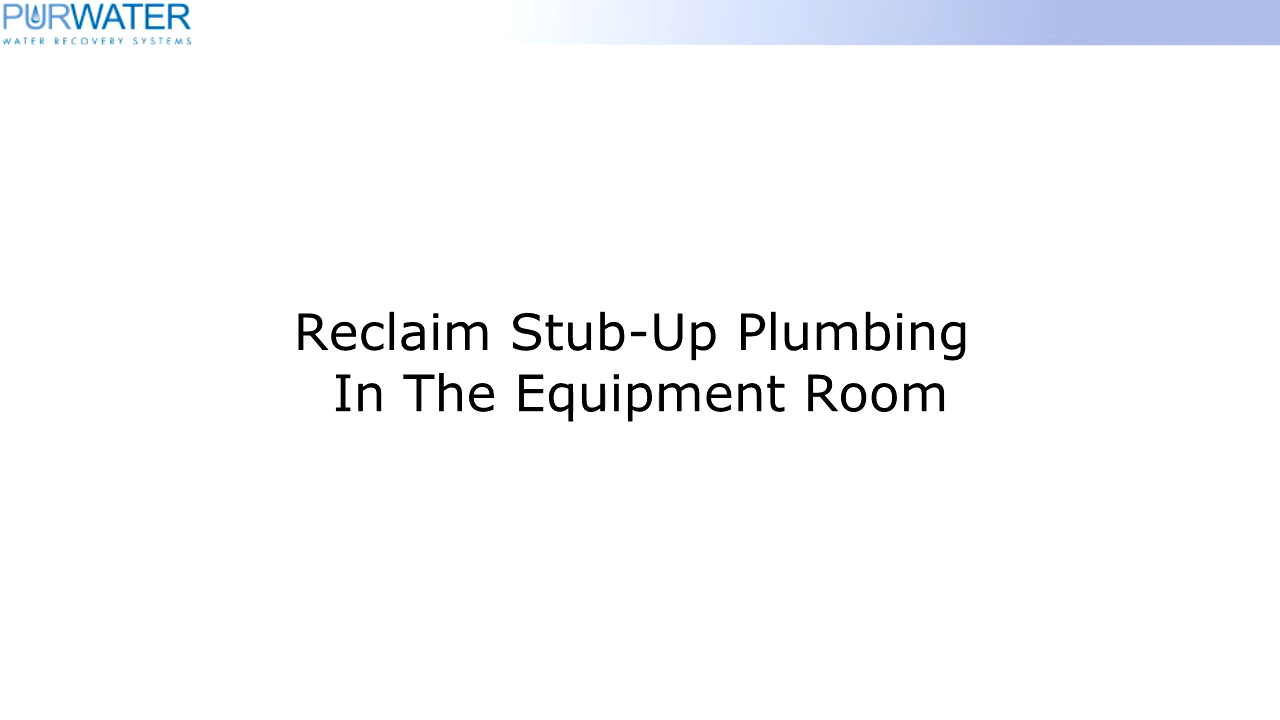 PURWATER
WATER RECOVERY SYSTEMS
Reclaim Stub-Up Plumbing
In The Equipment Room